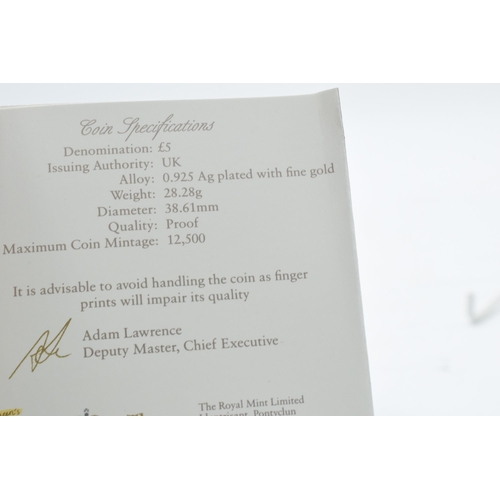 Coin Specifications
Denomination: £5
Issuing Authority: UK
Alloy: 0.925 Ag plated with fine gold
Weight: 28.28g
Diameter: 38.61mm
Quality: Proof
Maximum Coin Mintage: 12,500
It is advisable to avoid handling the coin as finger
prints will impair its quality
Adam Lawrence
Deputy Master, Chief Executive
The Royal Mint Limited
Llantrisant, Pontyclun